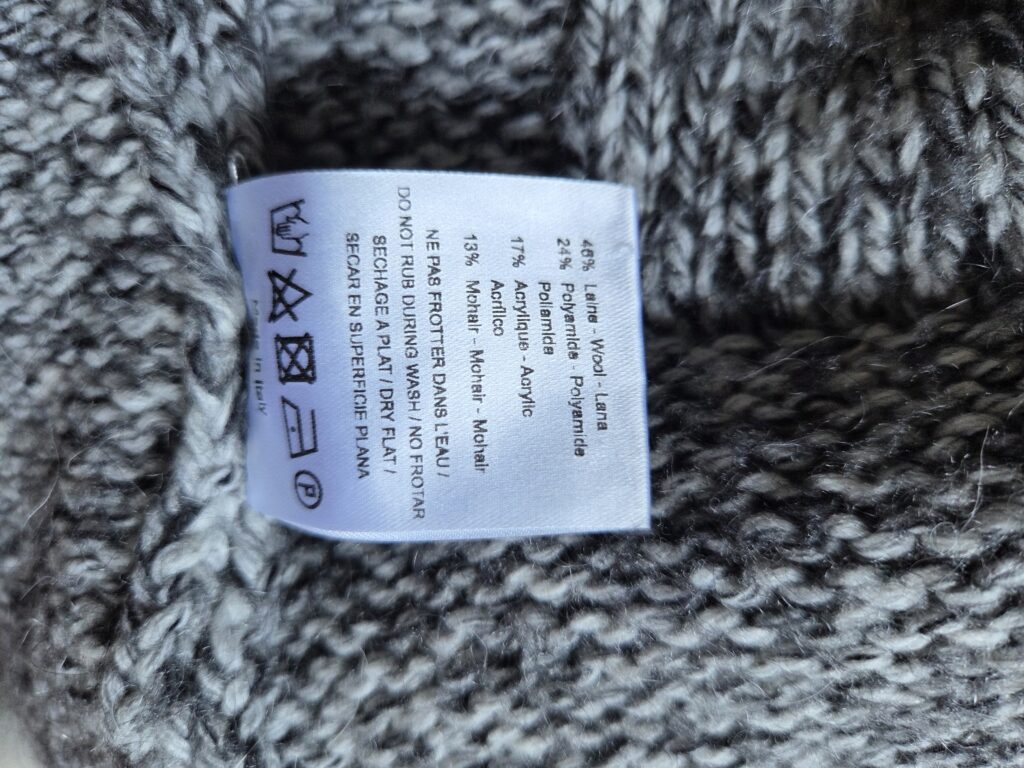 46% Laine - Wool - Lana
24% Polyamide - Polyamide
Poliamida
17% Acrylique - Acrylic
Acrílico
13% Mohair - Mohair - Mohair
NE PAS FROTTER DANS L'EAU /
DO NOT RUB DURING WASH / NO FROTAR
SECHAGE A PLAT / DRY FLAT /
SECAR EN SUPERFICIE PLANA
P
Made in Italy